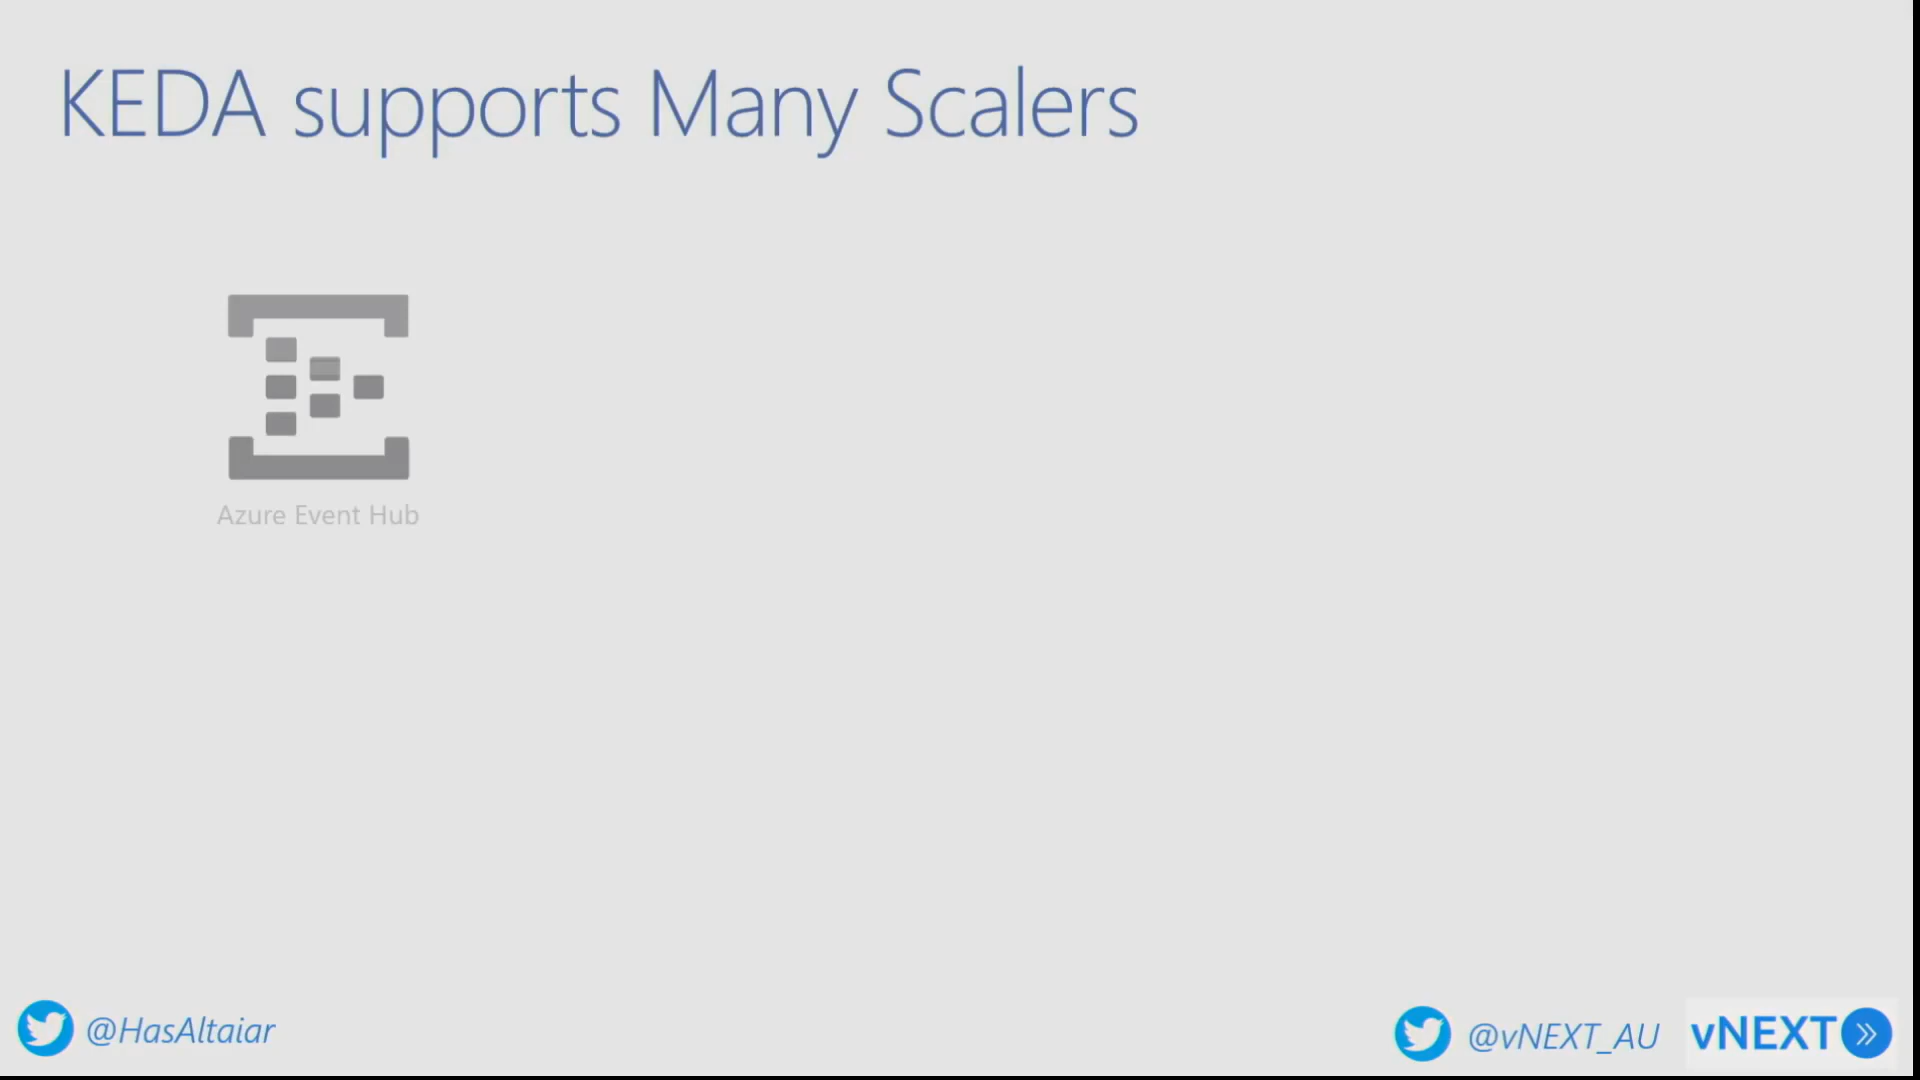 KEDA supports Many Scalers
Azure Event Hub
@HasAltaiar
@vNEXT_AU
vNEXT